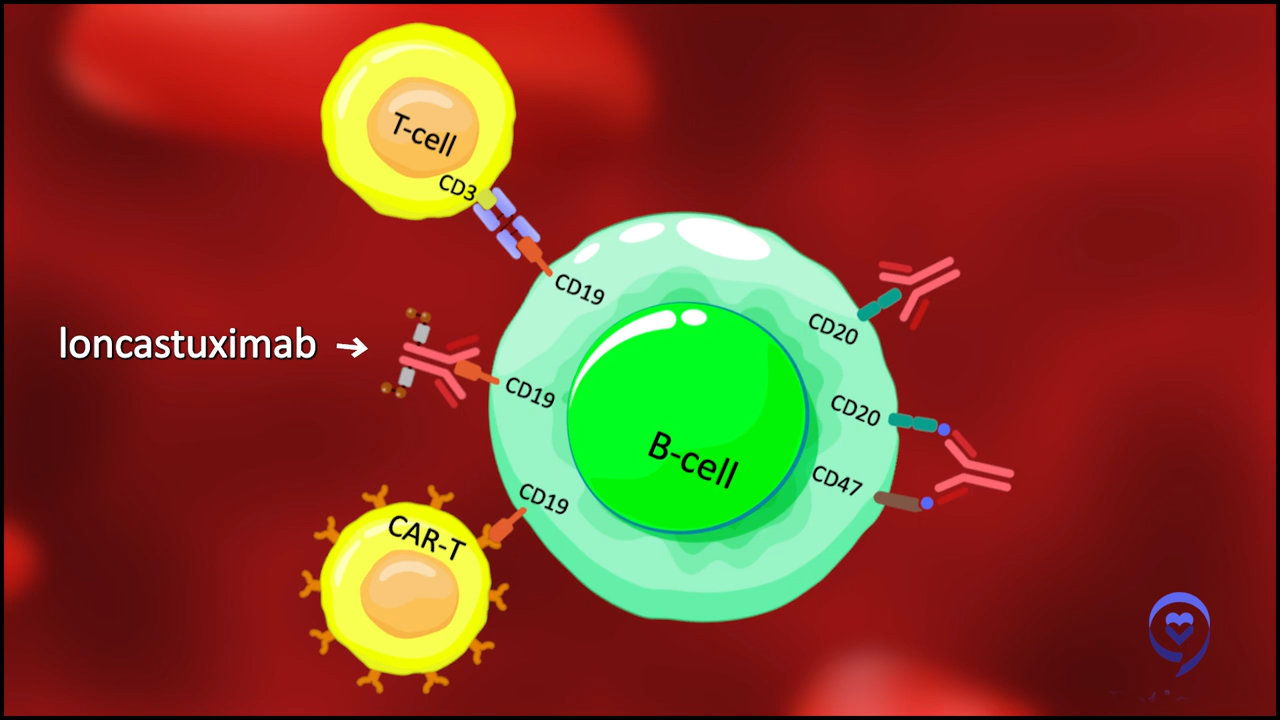 T-cell
CD3
CD19
loncastuximab →
CD19
CD19
CAR-T
B-cell
CD20
CD20
CD47